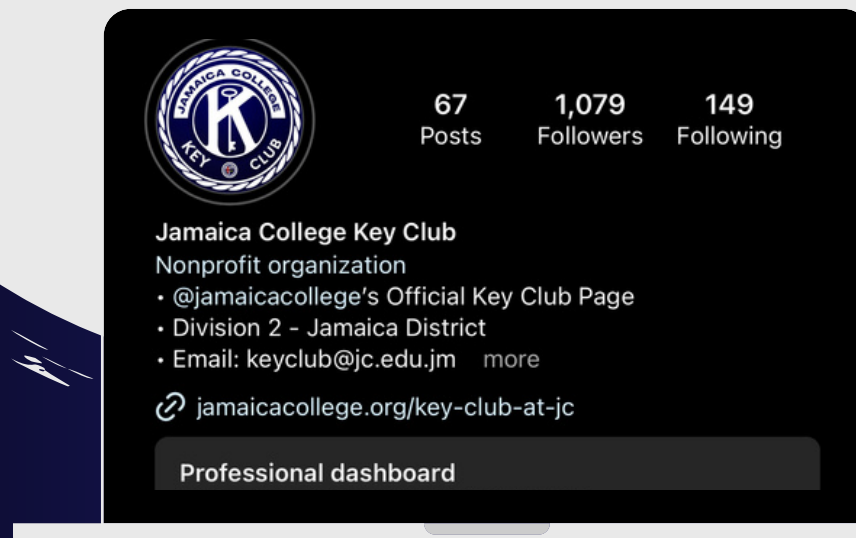 JAMAICA COLLEGE
K
KEY CLUB
67 1,079 149
Posts Followers Following
Jamaica College Key Club
Nonprofit organization
• @jamaicacollege's Official Key Club Page
• Division 2 - Jamaica District
• Email: keyclub@jc.edu.jm more
jamaicacollege.org/key-club-at-jc
Professional dashboard